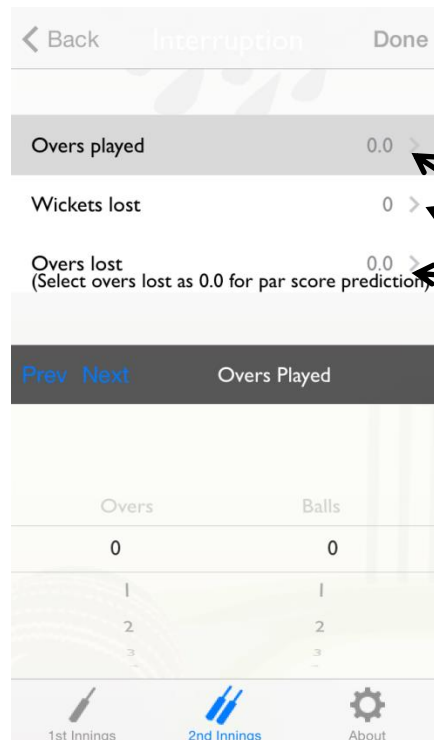 Back Interruption Done
Overs played 0.0
Wickets lost 0
Overs lost 0.0
(Select overs lost as 0.0 for par score prediction)
Prev Next Overs Played
Overs Balls
0 0
1 1
2 2
3 3
1st Innings 2nd Innings About